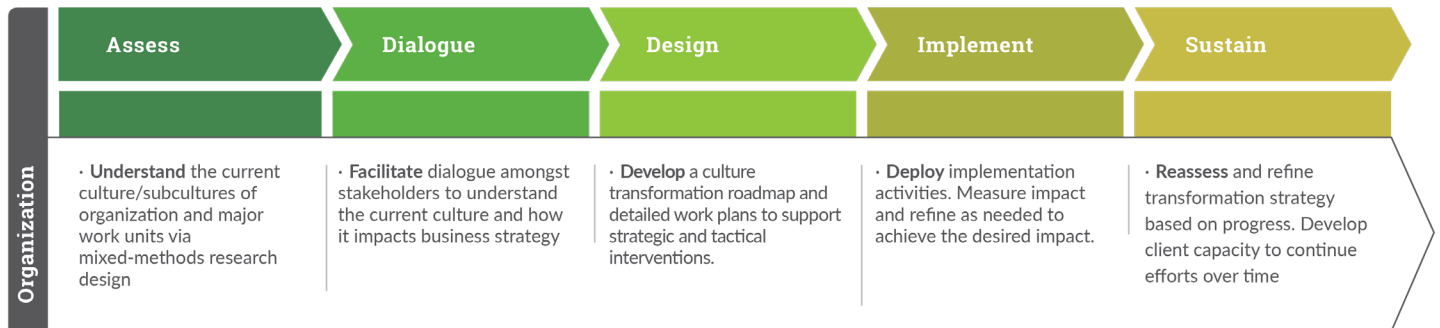 Assess
Dialogue
Design
Implement
Sustain
Organization
· Understand the current
culture/subcultures of
organization and major
work units via
mixed-methods research
design
· Facilitate dialogue amongst
stakeholders to understand
the current culture and how
it impacts business strategy
· Develop a culture
transformation roadmap and
detailed work plans to support
strategic and tactical
interventions.
· Deploy implementation
activities. Measure impact
and refine as needed to
achieve the desired impact.
· Reassess and refine
transformation strategy
based on progress. Develop
client capacity to continue
efforts over time